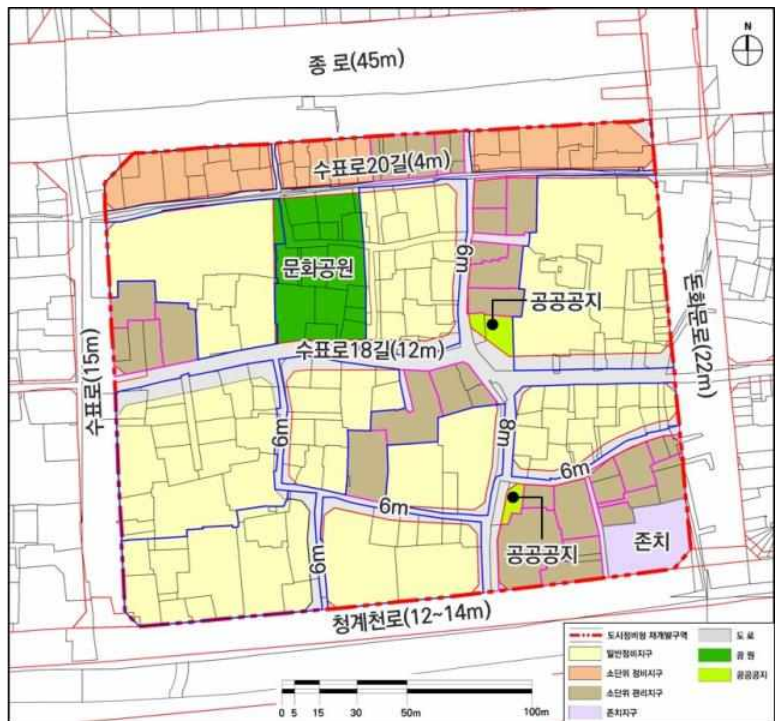 N
종 로(45m)
수표로20길(4m)
문화공원
6m
공공공지
돈화문로(22m)
수표로18길(12m)
수표로(15m)
6m
8m
6m
6m
공공공지
6m
존치
청계천로(12~14m)
도시정비형 재개발구역
도 로
일반정비지구
공 원
소단위 정비지구
공공공지
소단위 관리지구
존치지구
0 5 15 30 50m 100m